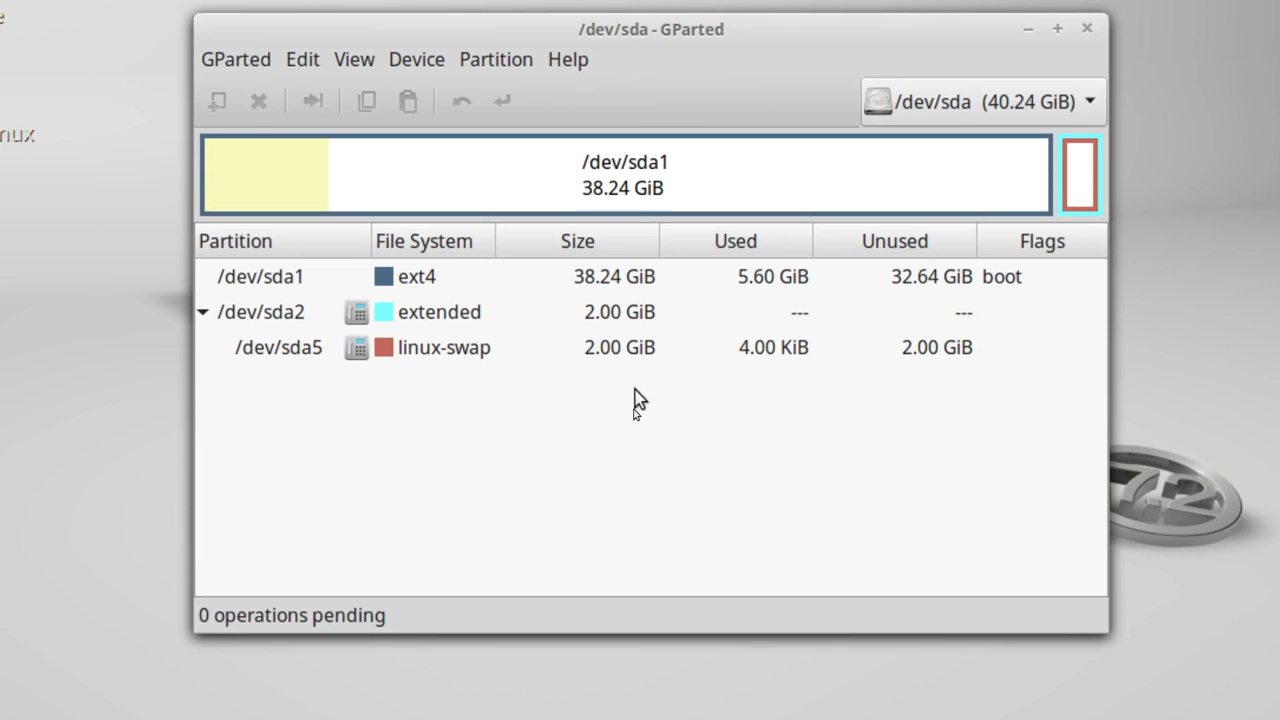 e
nux
/dev/sda - GParted
GParted Edit View Device Partition Help
/dev/sda (40.24 GiB)
/dev/sda1
38.24 GiB
Partition File System Size Used Unused Flags
/dev/sda1 ext4 38.24 GiB 5.60 GiB 32.64 GiB boot
/dev/sda2 extended 2.00 GiB --- ---
/dev/sda5 linux-swap 2.00 GiB 4.00 KiB 2.00 GiB
0 operations pending
7.2